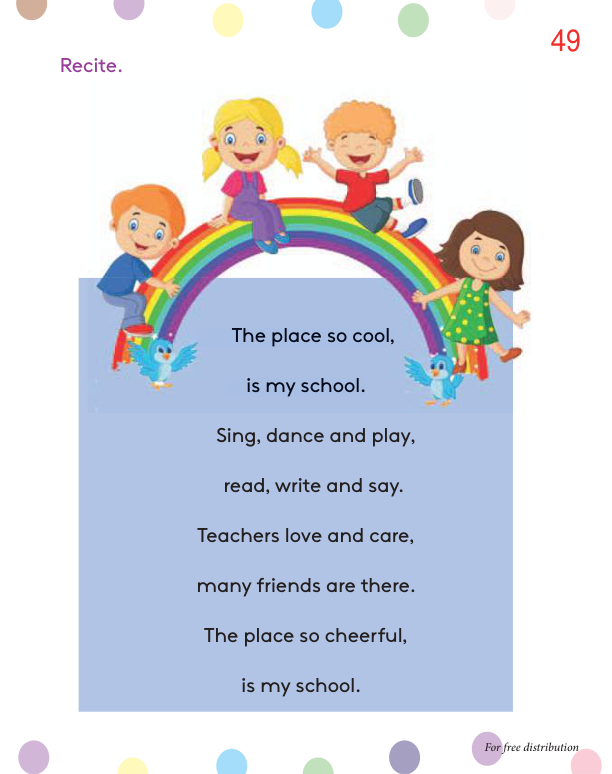 49
Recite.
The place so cool,
is my school.
Sing, dance and play,
read, write and say.
Teachers love and care,
many friends are there.
The place so cheerful,
is my school.
For free distribution